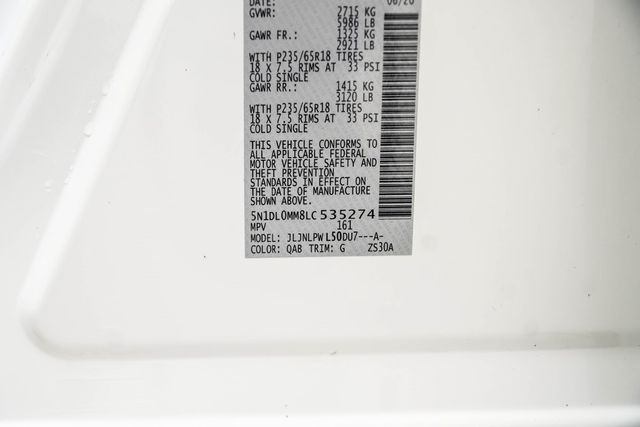 DATE: 06/20
GVWR: 2715 KG
5986 LB
GAWR FR.: 1325 KG
2921 LB
WITH P235/65R18 TIRES
18 X 7.5 RIMS AT 33 PSI
COLD SINGLE
GAWR RR.: 1415 KG
3120 LB
WITH P235/65R18 TIRES
18 X 7.5 RIMS AT 33 PSI
COLD SINGLE
THIS VEHICLE CONFORMS TO
ALL APPLICABLE FEDERAL
MOTOR VEHICLE SAFETY AND
THEFT PREVENTION
STANDARDS IN EFFECT ON
THE DATE OF MANUFACTURE
SHOWN ABOVE.
5N1DL0MM8LC535274
MPV 161
MODEL: JLJNLPWL50DU7---A-
COLOR: QAB TRIM: G ZS30A